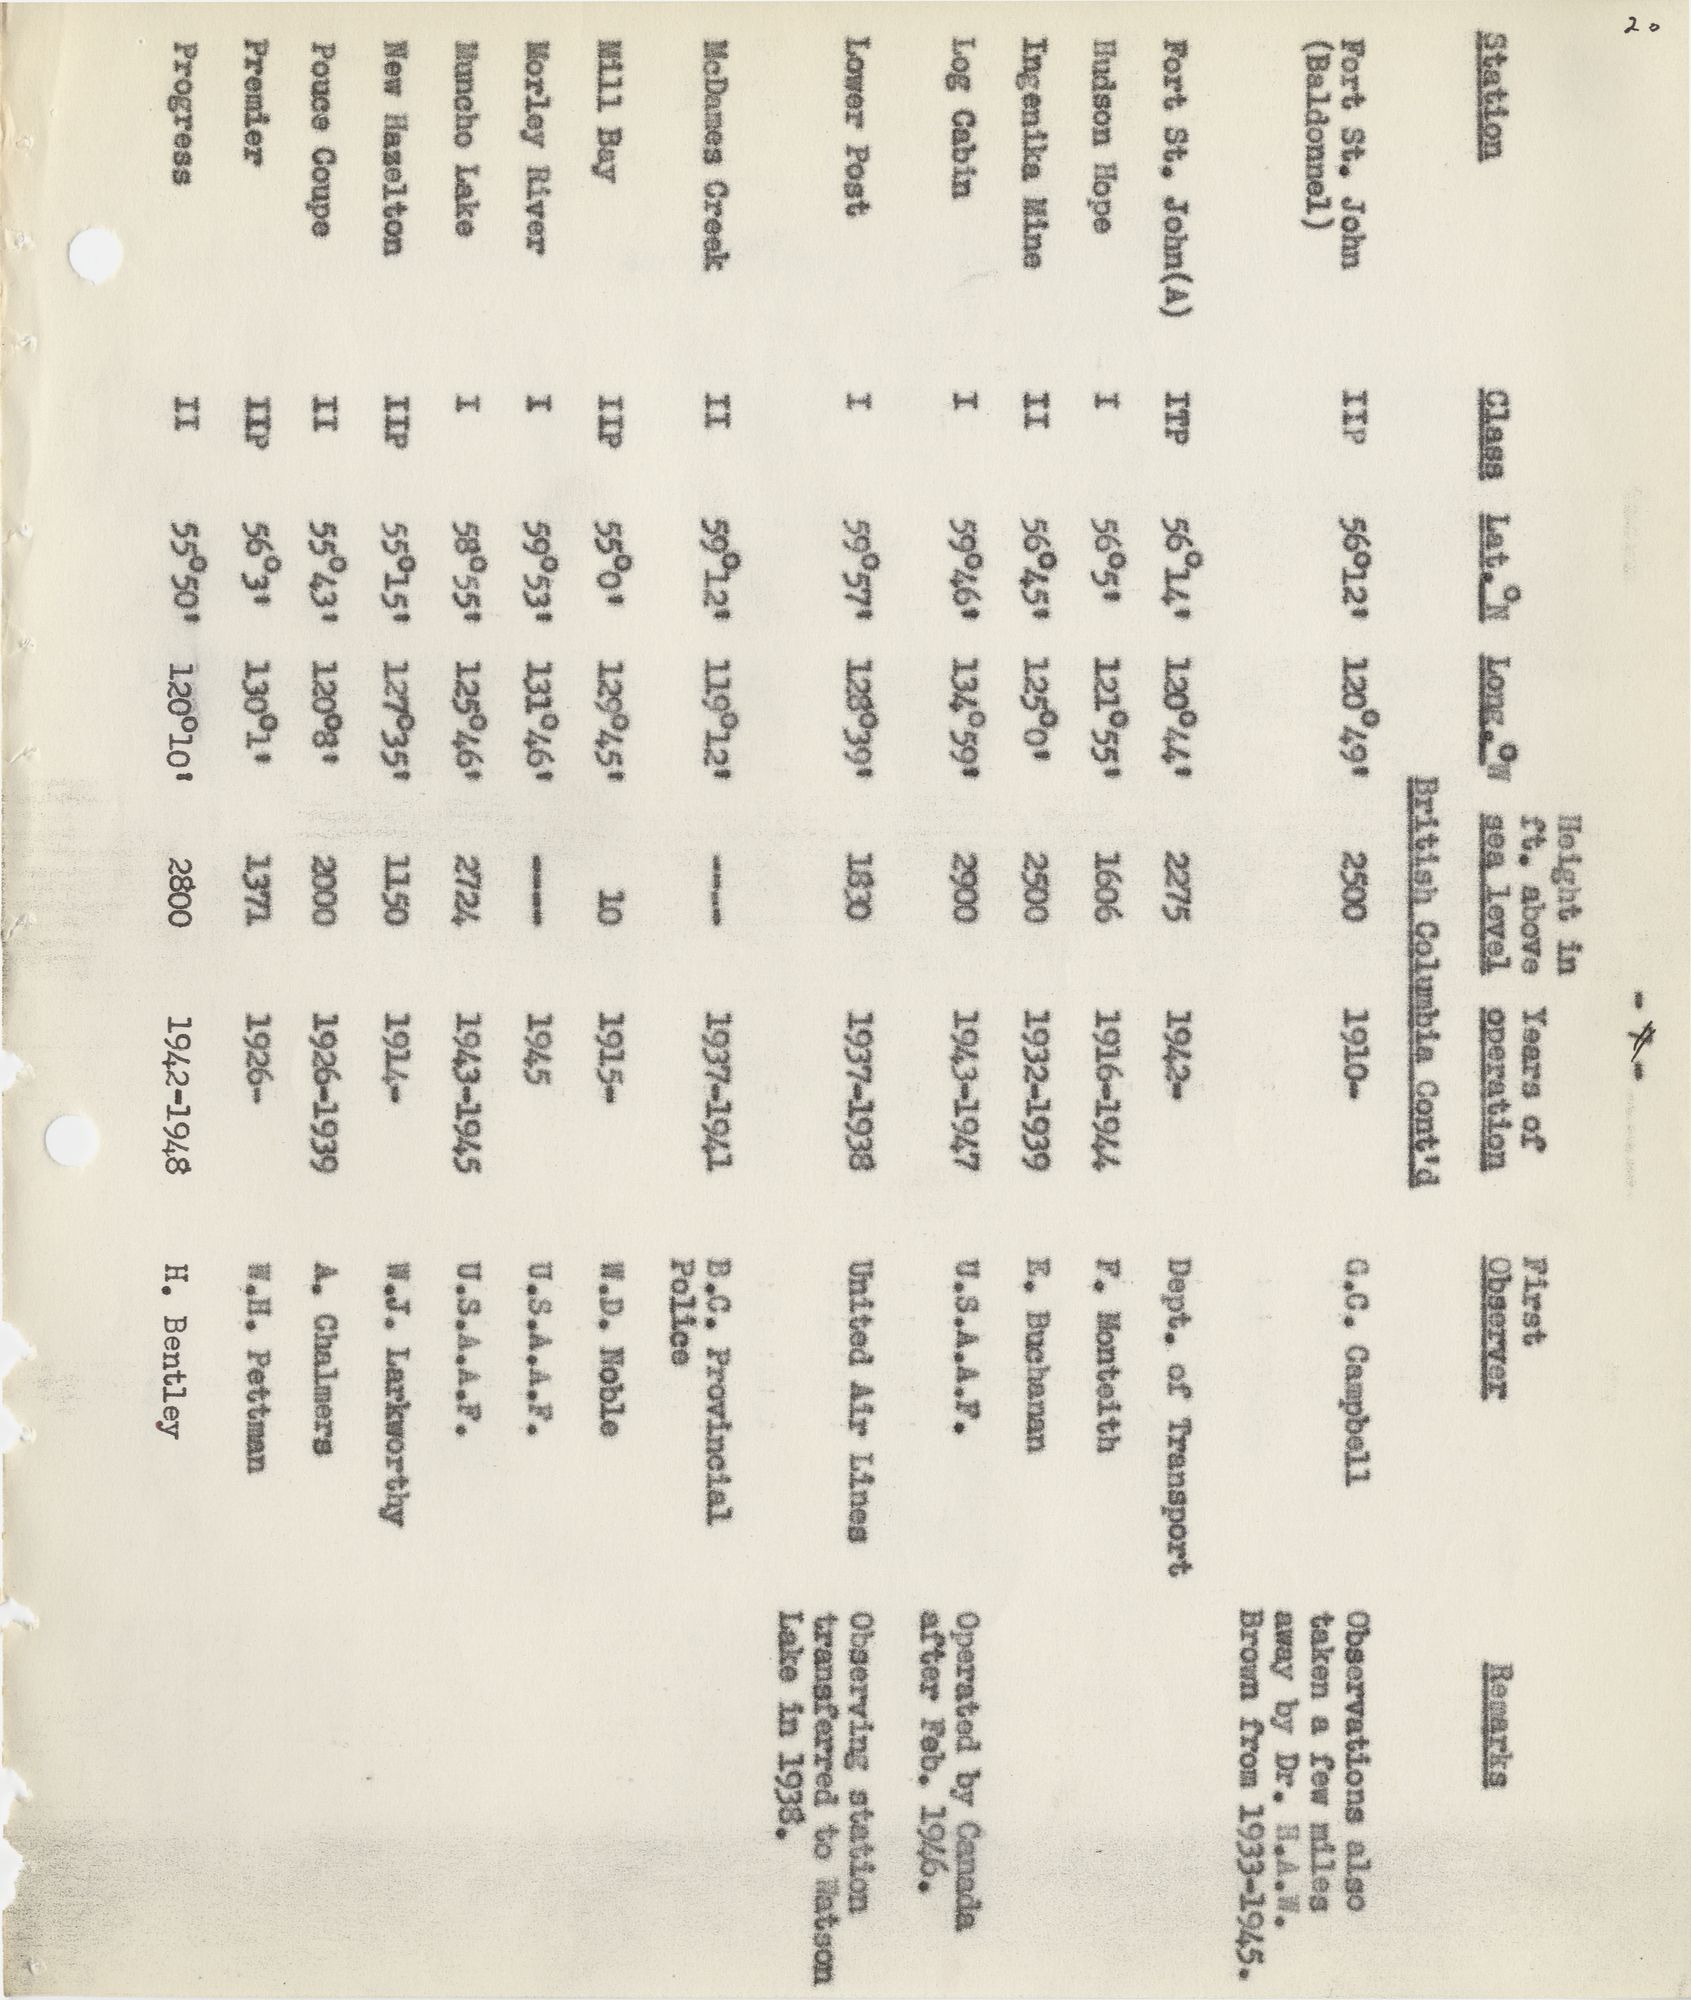 20
- 4 -
Height in
ft. above Years of First
Station Class Lat.°N Long.°W sea level operation Observer Remarks
British Columbia Cont'd
Fort St. John IIP 56°12' 120°49' 2500 1910- G.C. Campbell Observations also
(Baldonnel) taken a few miles
away by Dr. H.A.W.
Brown from 1933-1945.
Fort St. John(A) ITP 56°14' 120°44' 2275 1942- Dept. of Transport
Hudson Hope I 56°5' 121°55' 1606 1916-1944 F. Monteith
Ingenika Mine II 56°45' 125°0' 2500 1932-1939 E. Buchanan
Log Cabin I 59°46' 134°59' 2900 1943-1947 U.S.A.A.F. Operated by Canada
after Feb. 1946.
Lower Post I 59°57' 128°39' 1830 1937-1938 United Air Lines Observing station
transferred to Watson
Lake in 1938.
McDames Creek II 59°12' 119°12' ---- 1937-1941 B.C. Provincial
Police
Mill Bay IIP 55°0' 129°45' 10 1915- W.D. Noble
Morley River I 59°53' 131°46' ---- 1945 U.S.A.A.F.
Muncho Lake I 58°55' 125°46' 2724 1943-1945 U.S.A.A.F.
New Hazelton IIP 55°15' 127°35' 1150 1914- W.J. Larkworthy
Pouce Coupe II 55°43' 120°8' 2000 1926-1939 A. Chalmers
Premier IIP 56°3' 130°1' 1371 1926- W.H. Pettman
Progress II 55°50' 120°10' 2800 1942-1948 H. Bentley